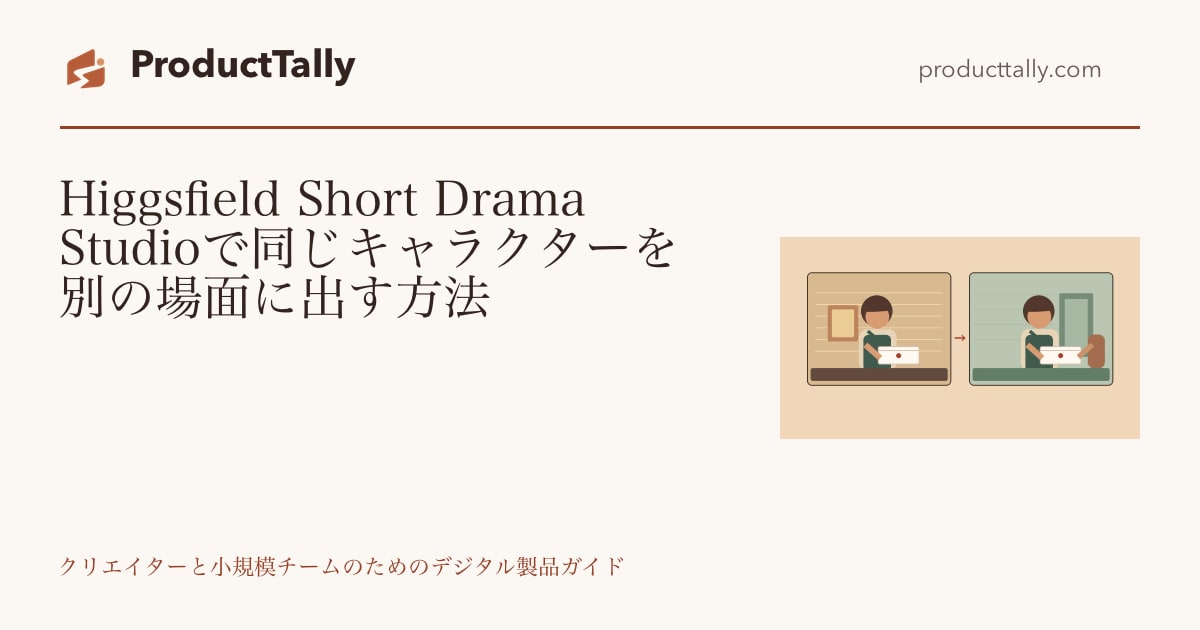 ProductTally
producttally.com
Higgsfield Short Drama
Studioで同じキャラクターを
別の場面に出す方法
→
クリエイターと小規模チームのためのデジタル製品ガイド